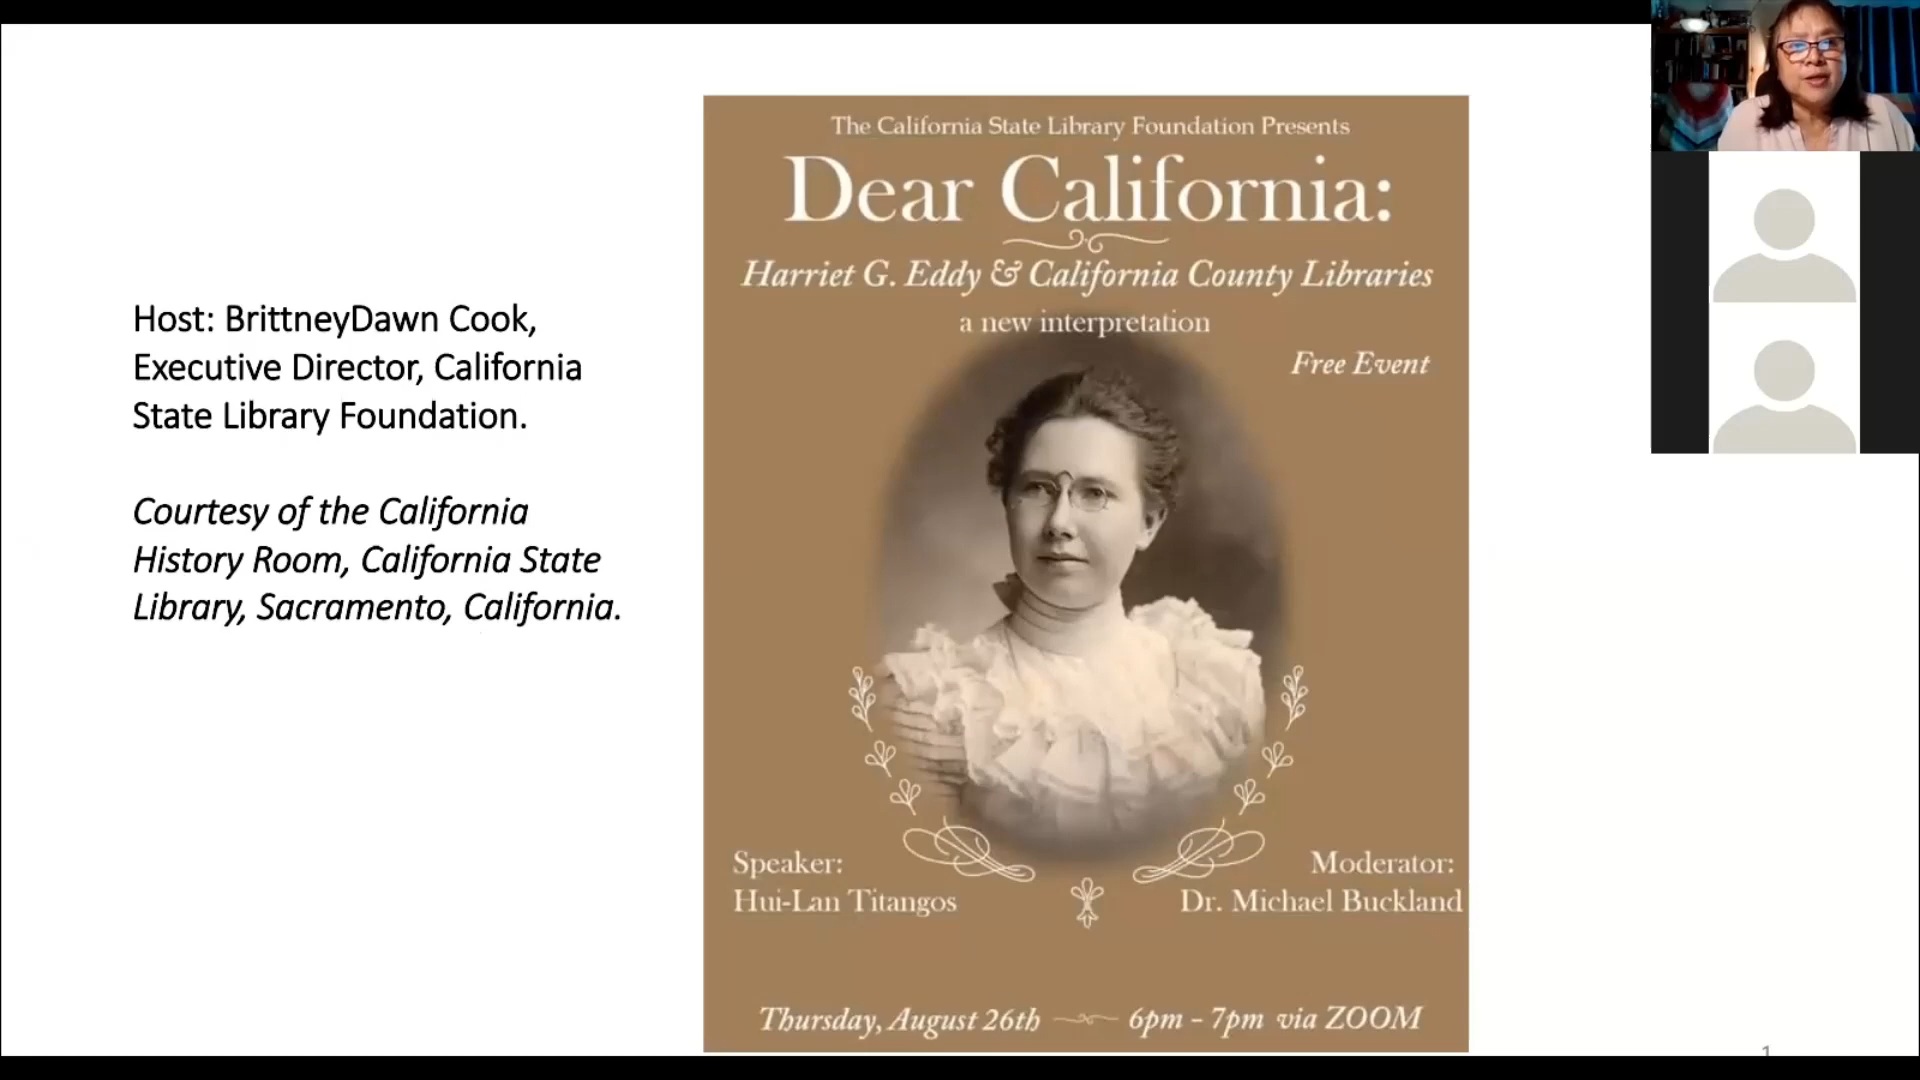 Host: BrittneyDawn Cook,
Executive Director, California
State Library Foundation.
Courtesy of the California
History Room, California State
Library, Sacramento, California.
The California State Library Foundation Presents
Dear California:
Harriet G. Eddy & California County Libraries
a new interpretation
Free Event
Speaker:
Hui-Lan Titangos
Moderator:
Dr. Michael Buckland
Thursday, August 26th
6pm - 7pm via ZOOM
1